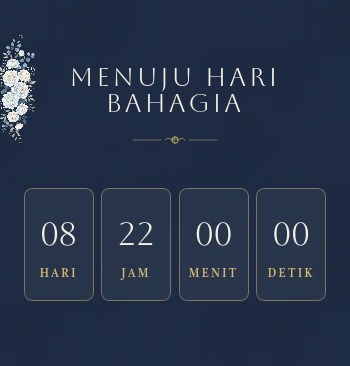 MENUJU HARI
BAHAGIA
08 22 00 00
HARI JAM MENIT DETIK